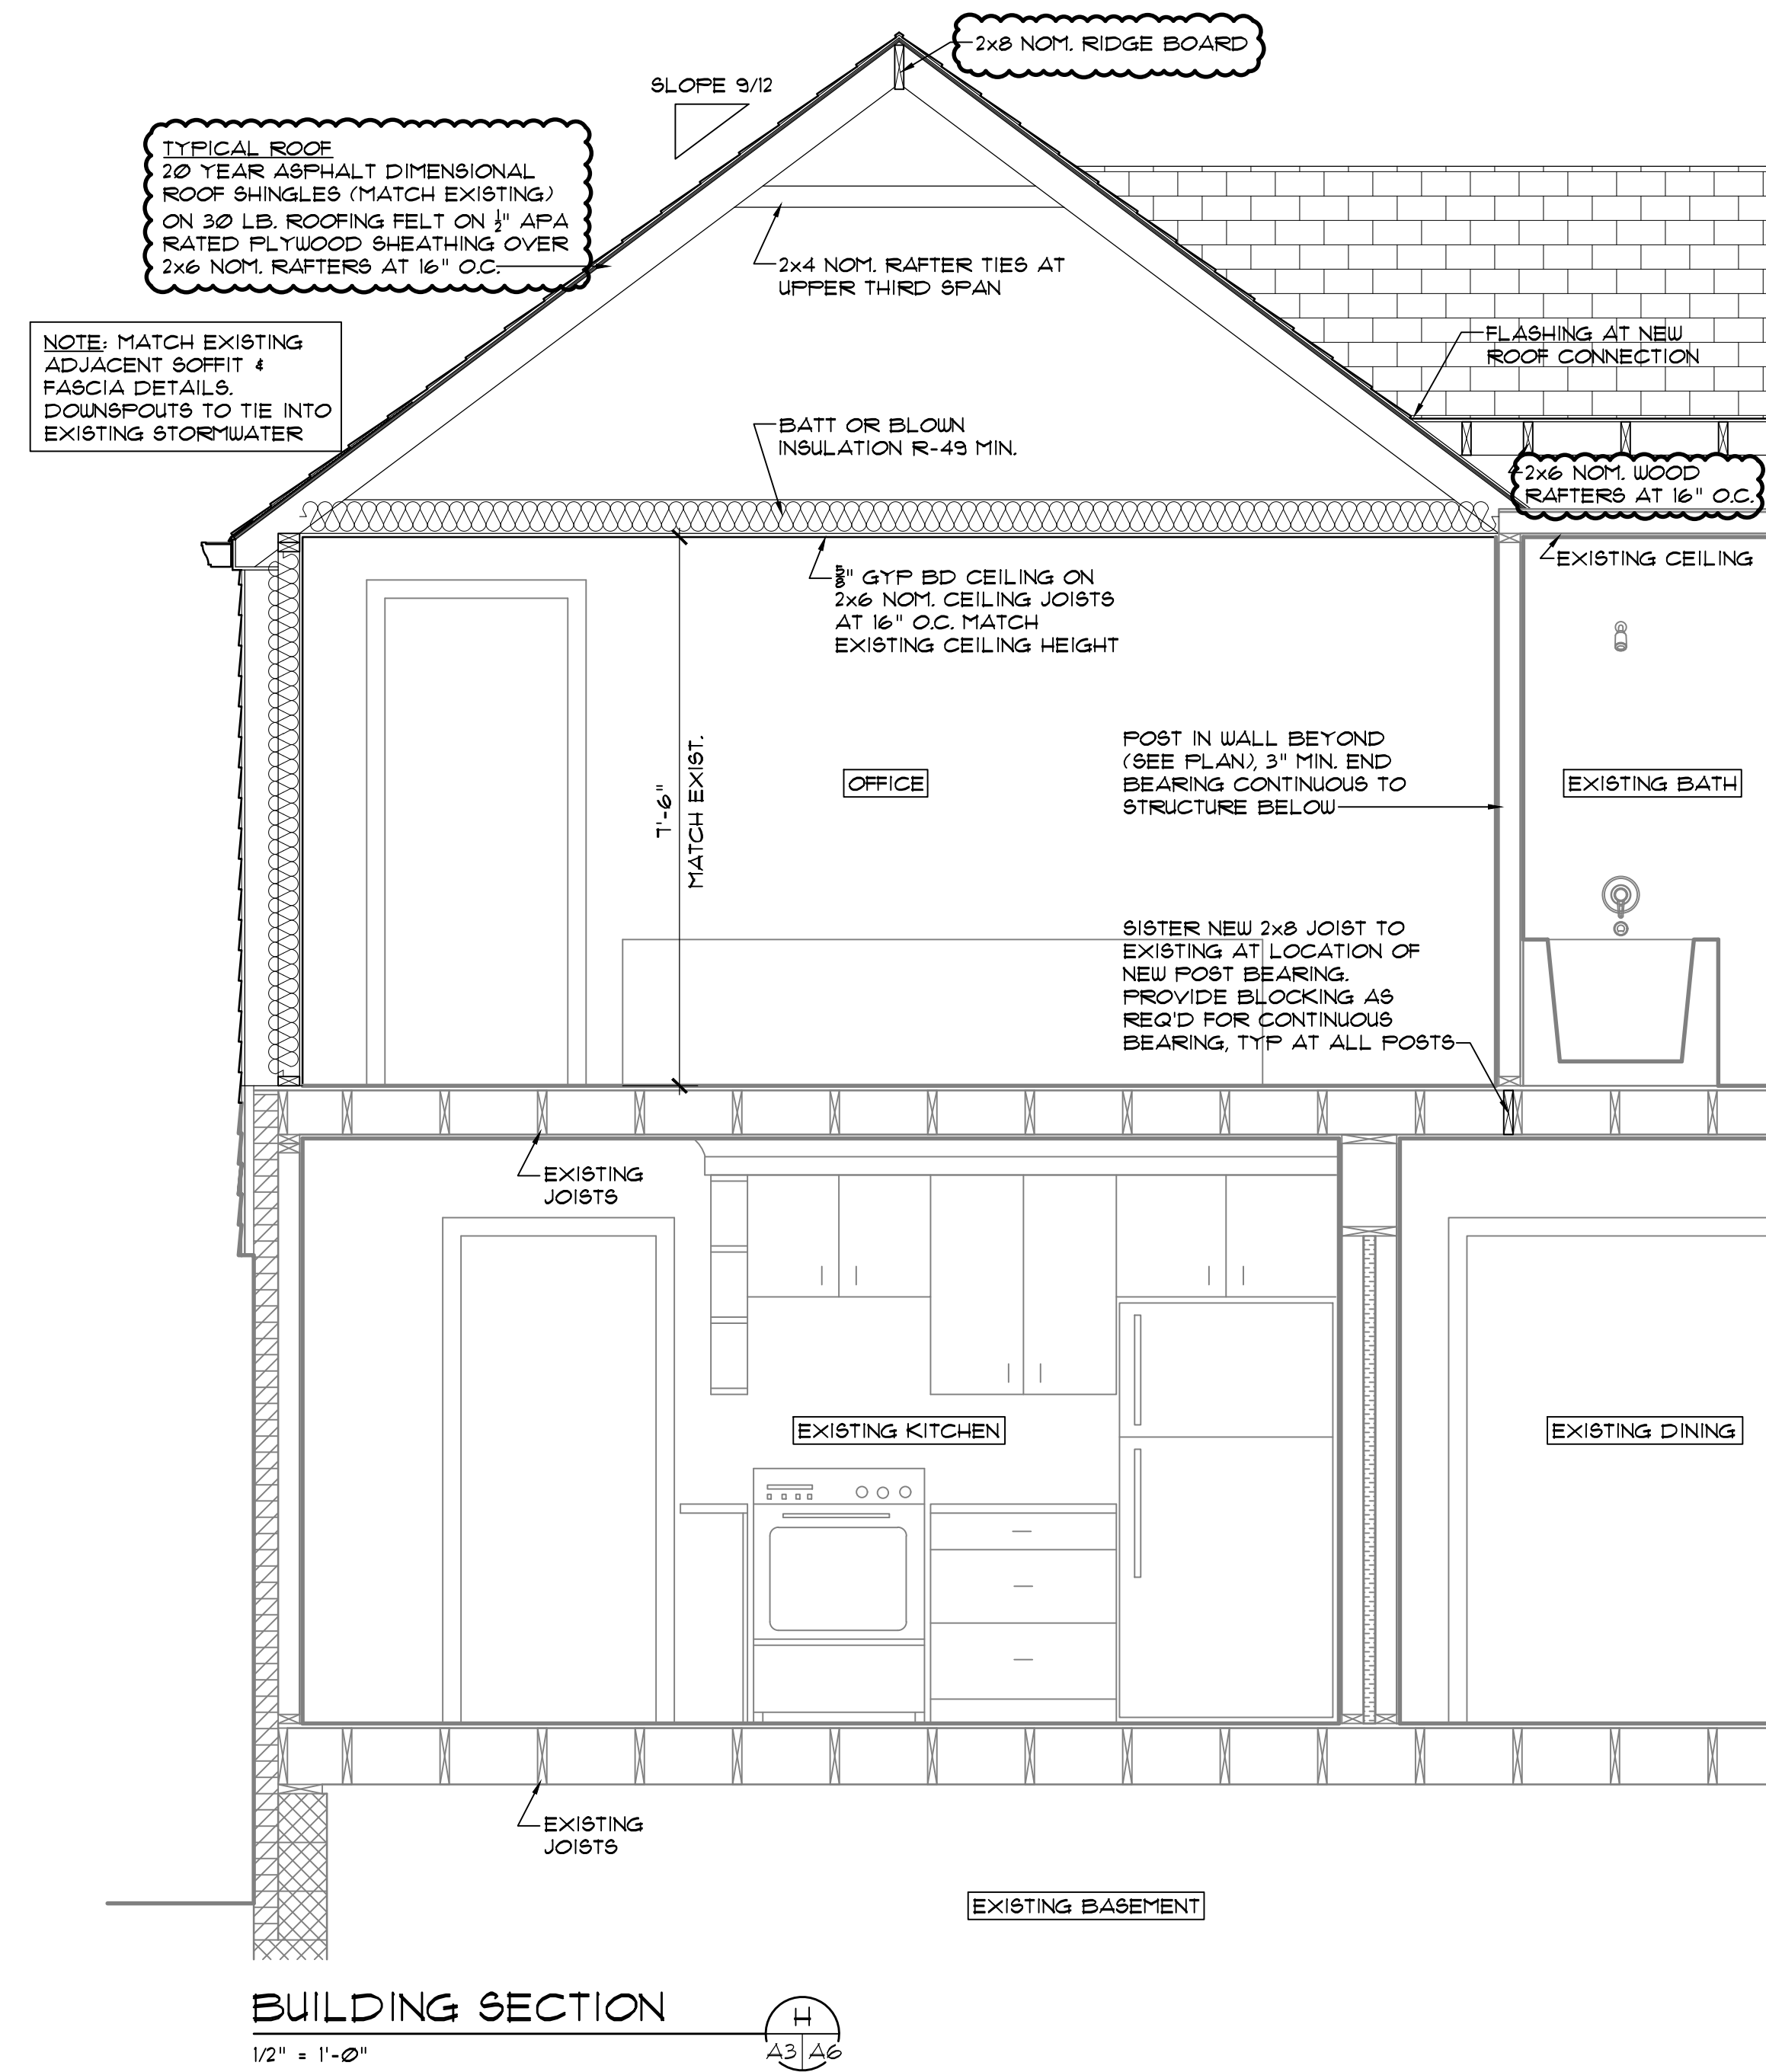 2x8 NOM. RIDGE BOARD
SLOPE 9/12
TYPICAL ROOF
20 YEAR ASPHALT DIMENSIONAL
ROOF SHINGLES (MATCH EXISTING)
ON 30 LB. ROOFING FELT ON ½" APA
RATED PLYWOOD SHEATHING OVER
2x6 NOM. RAFTERS AT 16" O.C.
2x4 NOM. RAFTER TIES AT
UPPER THIRD SPAN
NOTE: MATCH EXISTING
ADJACENT SOFFIT &
FASCIA DETAILS.
DOWNSPOUTS TO TIE INTO
EXISTING STORMWATER
FLASHING AT NEW
ROOF CONNECTION
BATT OR BLOWN
INSULATION R-49 MIN.
2x6 NOM. WOOD
RAFTERS AT 16" O.C.
EXISTING CEILING
⅝" GYP BD CEILING ON
2x6 NOM. CEILING JOISTS
AT 16" O.C. MATCH
EXISTING CEILING HEIGHT
7'-6"
MATCH EXIST.
OFFICE
POST IN WALL BEYOND
(SEE PLAN), 3" MIN. END
BEARING CONTINUOUS TO
STRUCTURE BELOW
EXISTING BATH
SISTER NEW 2x8 JOIST TO
EXISTING AT LOCATION OF
NEW POST BEARING.
PROVIDE BLOCKING AS
REQ'D FOR CONTINUOUS
BEARING, TYP AT ALL POSTS
EXISTING
JOISTS
EXISTING KITCHEN
EXISTING DINING
EXISTING
JOISTS
EXISTING BASEMENT
BUILDING SECTION
1/2" = 1'-0"
H
A3 A6